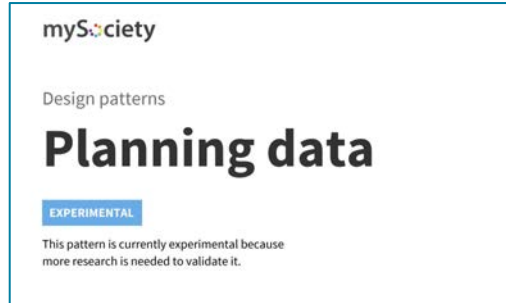 mySociety
Design patterns
Planning data
EXPERIMENTAL
This pattern is currently experimental because
more research is needed to validate it.